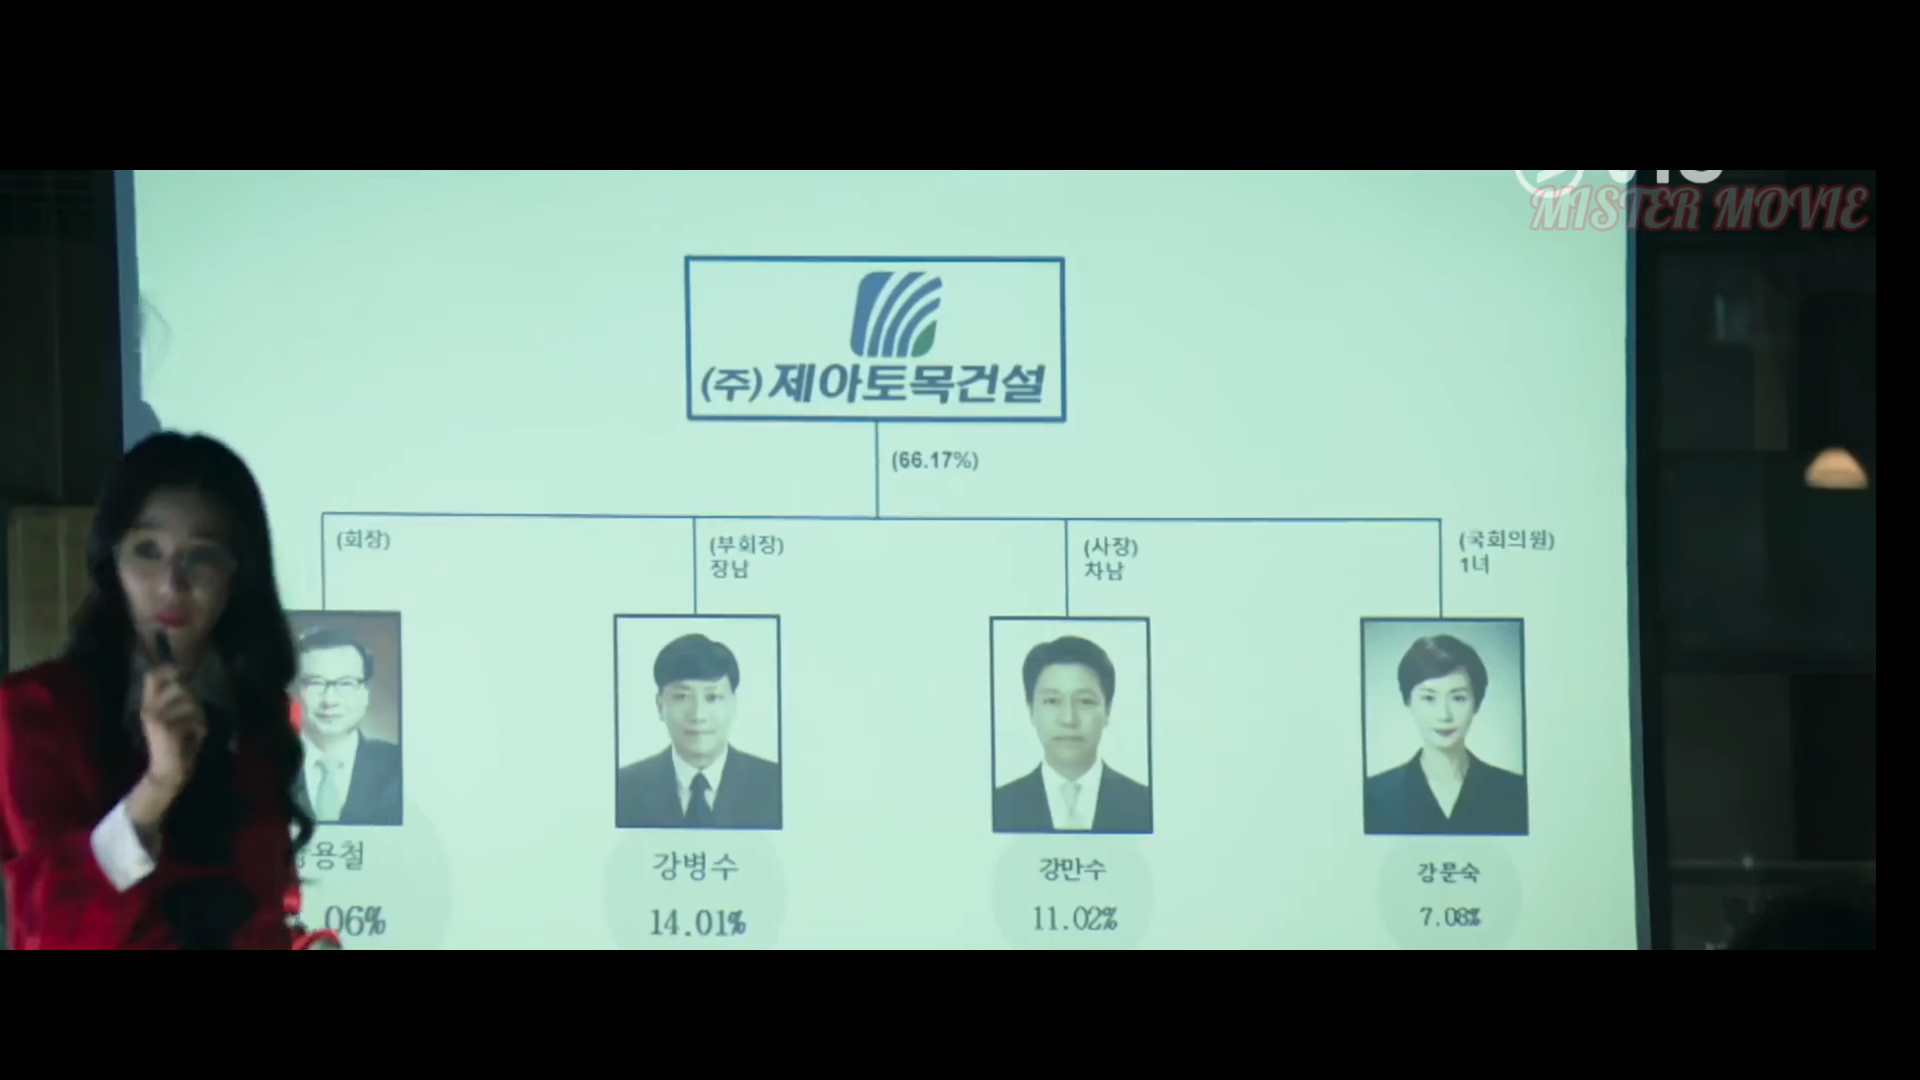 MISTER MOVIE
(주)제아토목건설
(66.17%)
(회장)
(부회장)
장남
(사장)
차남
(국회의원)
1녀
용철
강병수
강만수
강문숙
06%
14.01%
11.02%
7.08%